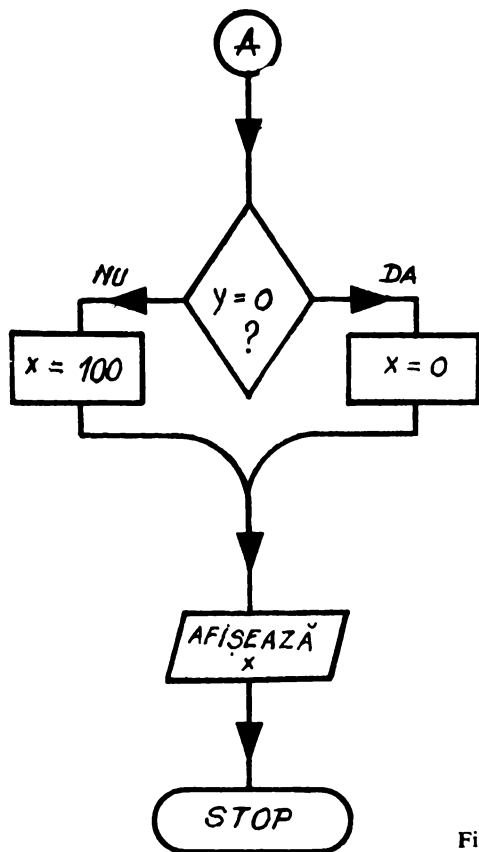 A
NU
DA
y = 0
?
x = 100
x = 0
AFIȘEAZĂ
x
STOP
Fi